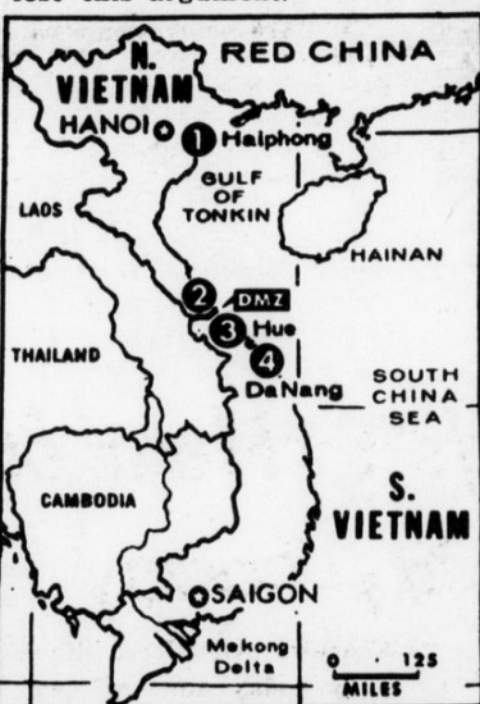 N.
VIETNAM
RED CHINA
HANOI
1
Haiphong
GULF
OF
TONKIN
LAOS
HAINAN
2
DMZ
3
Hue
THAILAND
4
DaNang
SOUTH
CHINA
SEA
CAMBODIA
S.
VIETNAM
SAIGON
Mekong
Delta
0 125
MILES